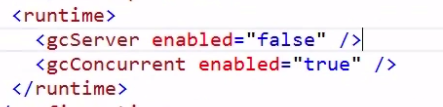 <runtime>
<gcServer enabled="false" />
<gcConcurrent enabled="true" />
</runtime>